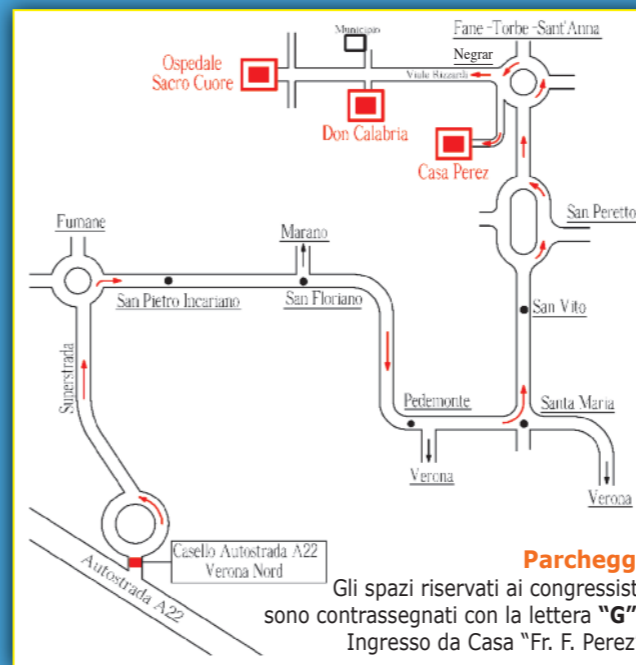 Municipio
Fane -Torbe -Sant'Anna
Negrar
Ospedale
Sacro Cuore
Viale Rizzardi
Don Calabria
Casa Perez
Fumane
Marano
San Peretto
San Pietro Incariano
San Floriano
San Vito
Superstrada
Pedemonte
Santa Maria
Verona
Verona
Casello Autostrada A22
Verona Nord
Autostrada A22
Parchegg
Gli spazi riservati ai congressist
sono contrassegnati con la lettera "G"
Ingresso da Casa "Fr. F. Perez